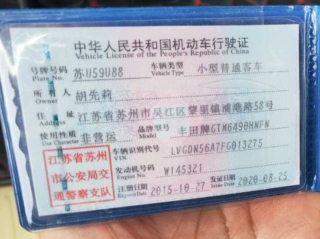 中华人民共和国机动车行驶证
Vehicle License of the People's Republic of China
号牌号码 苏U59U88 车辆类型 小型普通客车
Plate No. Vehicle Type
所有人 胡先莉
Owner
住址 江苏省苏州市吴江区黎里镇浦港路58号
Address
使用性质 非营运 品牌型号 丰田牌GTM6490HNFN
Use Character Model
江苏省苏州市公安局交通警察支队
车辆识别代号 LVGDN56A7FG013275
VIN
发动机号码 W145321
Engine No.
注册日期 2015-10-27 发证日期 2020-08-25
Register Date Issue Date